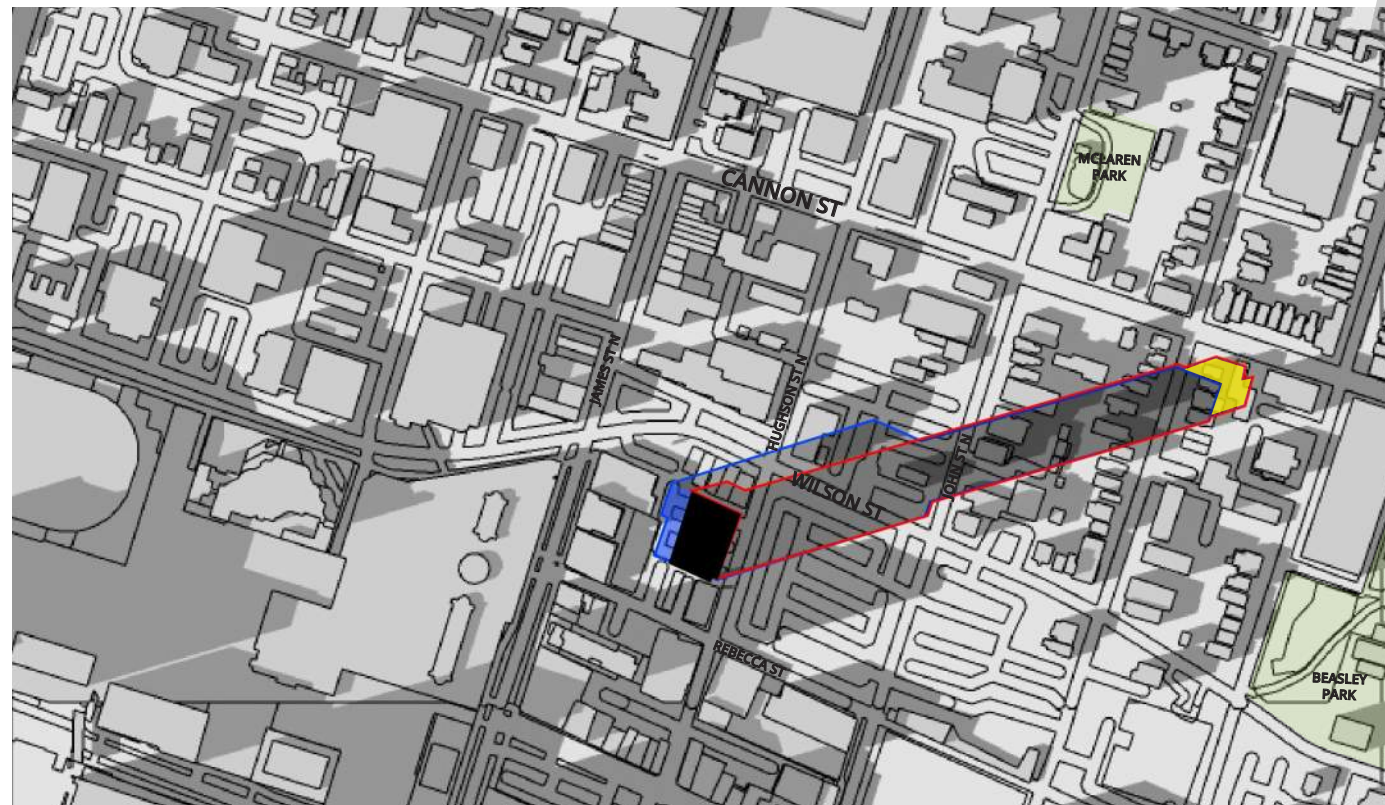 MCLAREN
PARK
CANNON ST
JAMES ST N
HUGHSON ST N
JOHN ST N
WILSON ST
REBECCA ST
BEASLEY
PARK